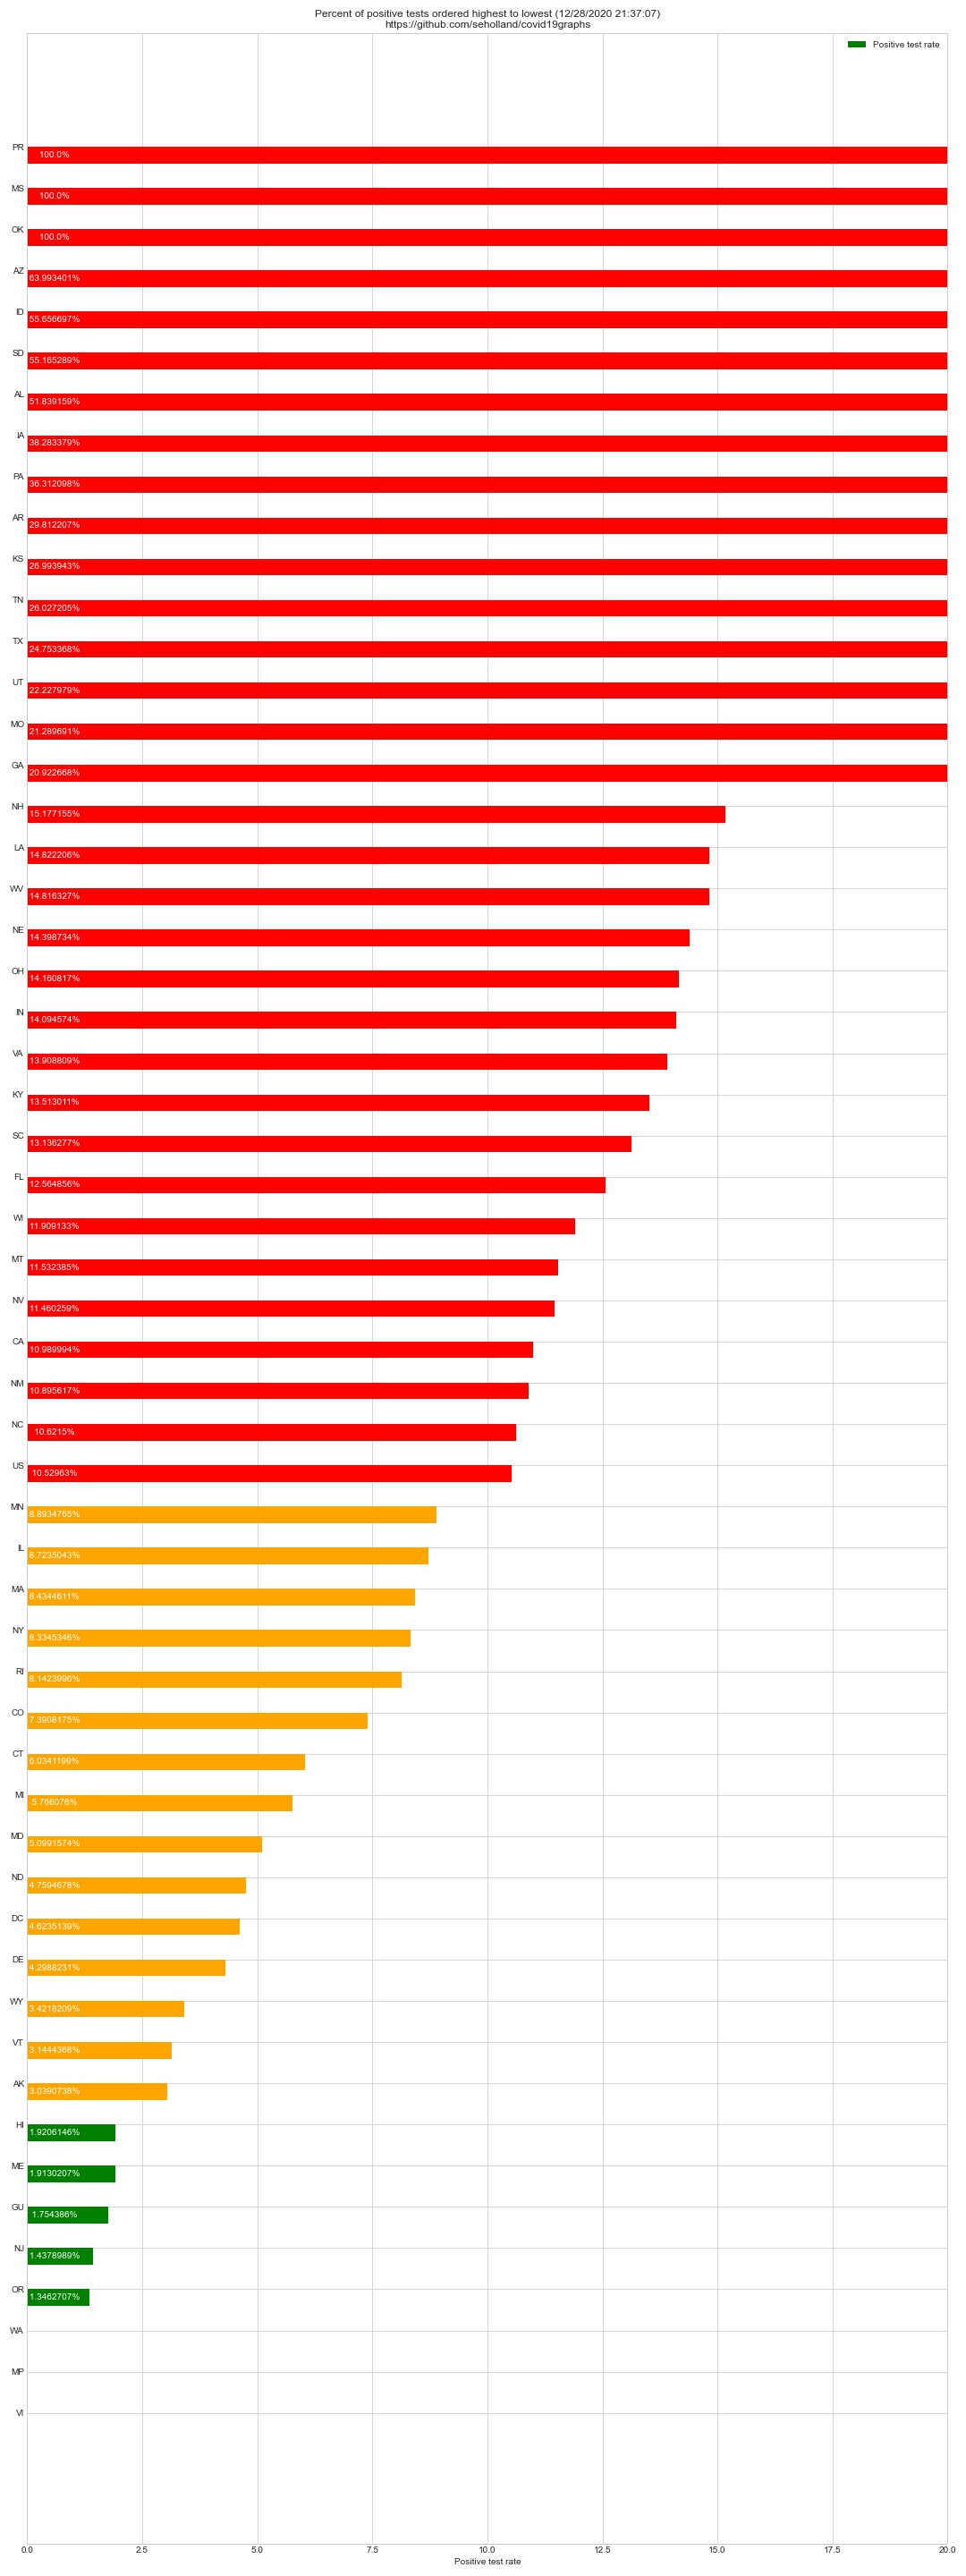 Percent of positive tests ordered highest to lowest (12/28/2020 21:37:07)
https://github.com/seholland/covid19graphs
Positive test rate
PR 100.0%
MS 100.0%
OK 100.0%
AZ 63.993401%
ID 55.656697%
SD 55.165289%
AL 51.839159%
IA 38.283379%
PA 36.312098%
AR 29.812207%
KS 26.993943%
TN 26.027205%
TX 24.753368%
UT 22.227979%
MO 21.289691%
GA 20.922668%
NH 15.177155%
LA 14.822206%
WV 14.816327%
NE 14.398734%
OH 14.160817%
IN 14.094574%
VA 13.908809%
KY 13.513011%
SC 13.136277%
FL 12.564856%
WI 11.909133%
MT 11.532385%
NV 11.460259%
CA 10.989994%
NM 10.895617%
NC 10.6215%
US 10.52963%
MN 8.8934765%
IL 8.7235043%
MA 8.4344611%
NY 8.3345346%
RI 8.1423996%
CO 7.3908175%
CT 6.0341199%
MI 5.766076%
MD 5.0991574%
ND 4.7594678%
DC 4.6235139%
DE 4.2988231%
WY 3.4218209%
VT 3.1444368%
AK 3.0390738%
HI 1.9206146%
ME 1.9130207%
GU 1.754386%
NJ 1.4378989%
OR 1.3462707%
WA
MP
VI
0.0 2.5 5.0 7.5 10.0 12.5 15.0 17.5 20.0
Positive test rate